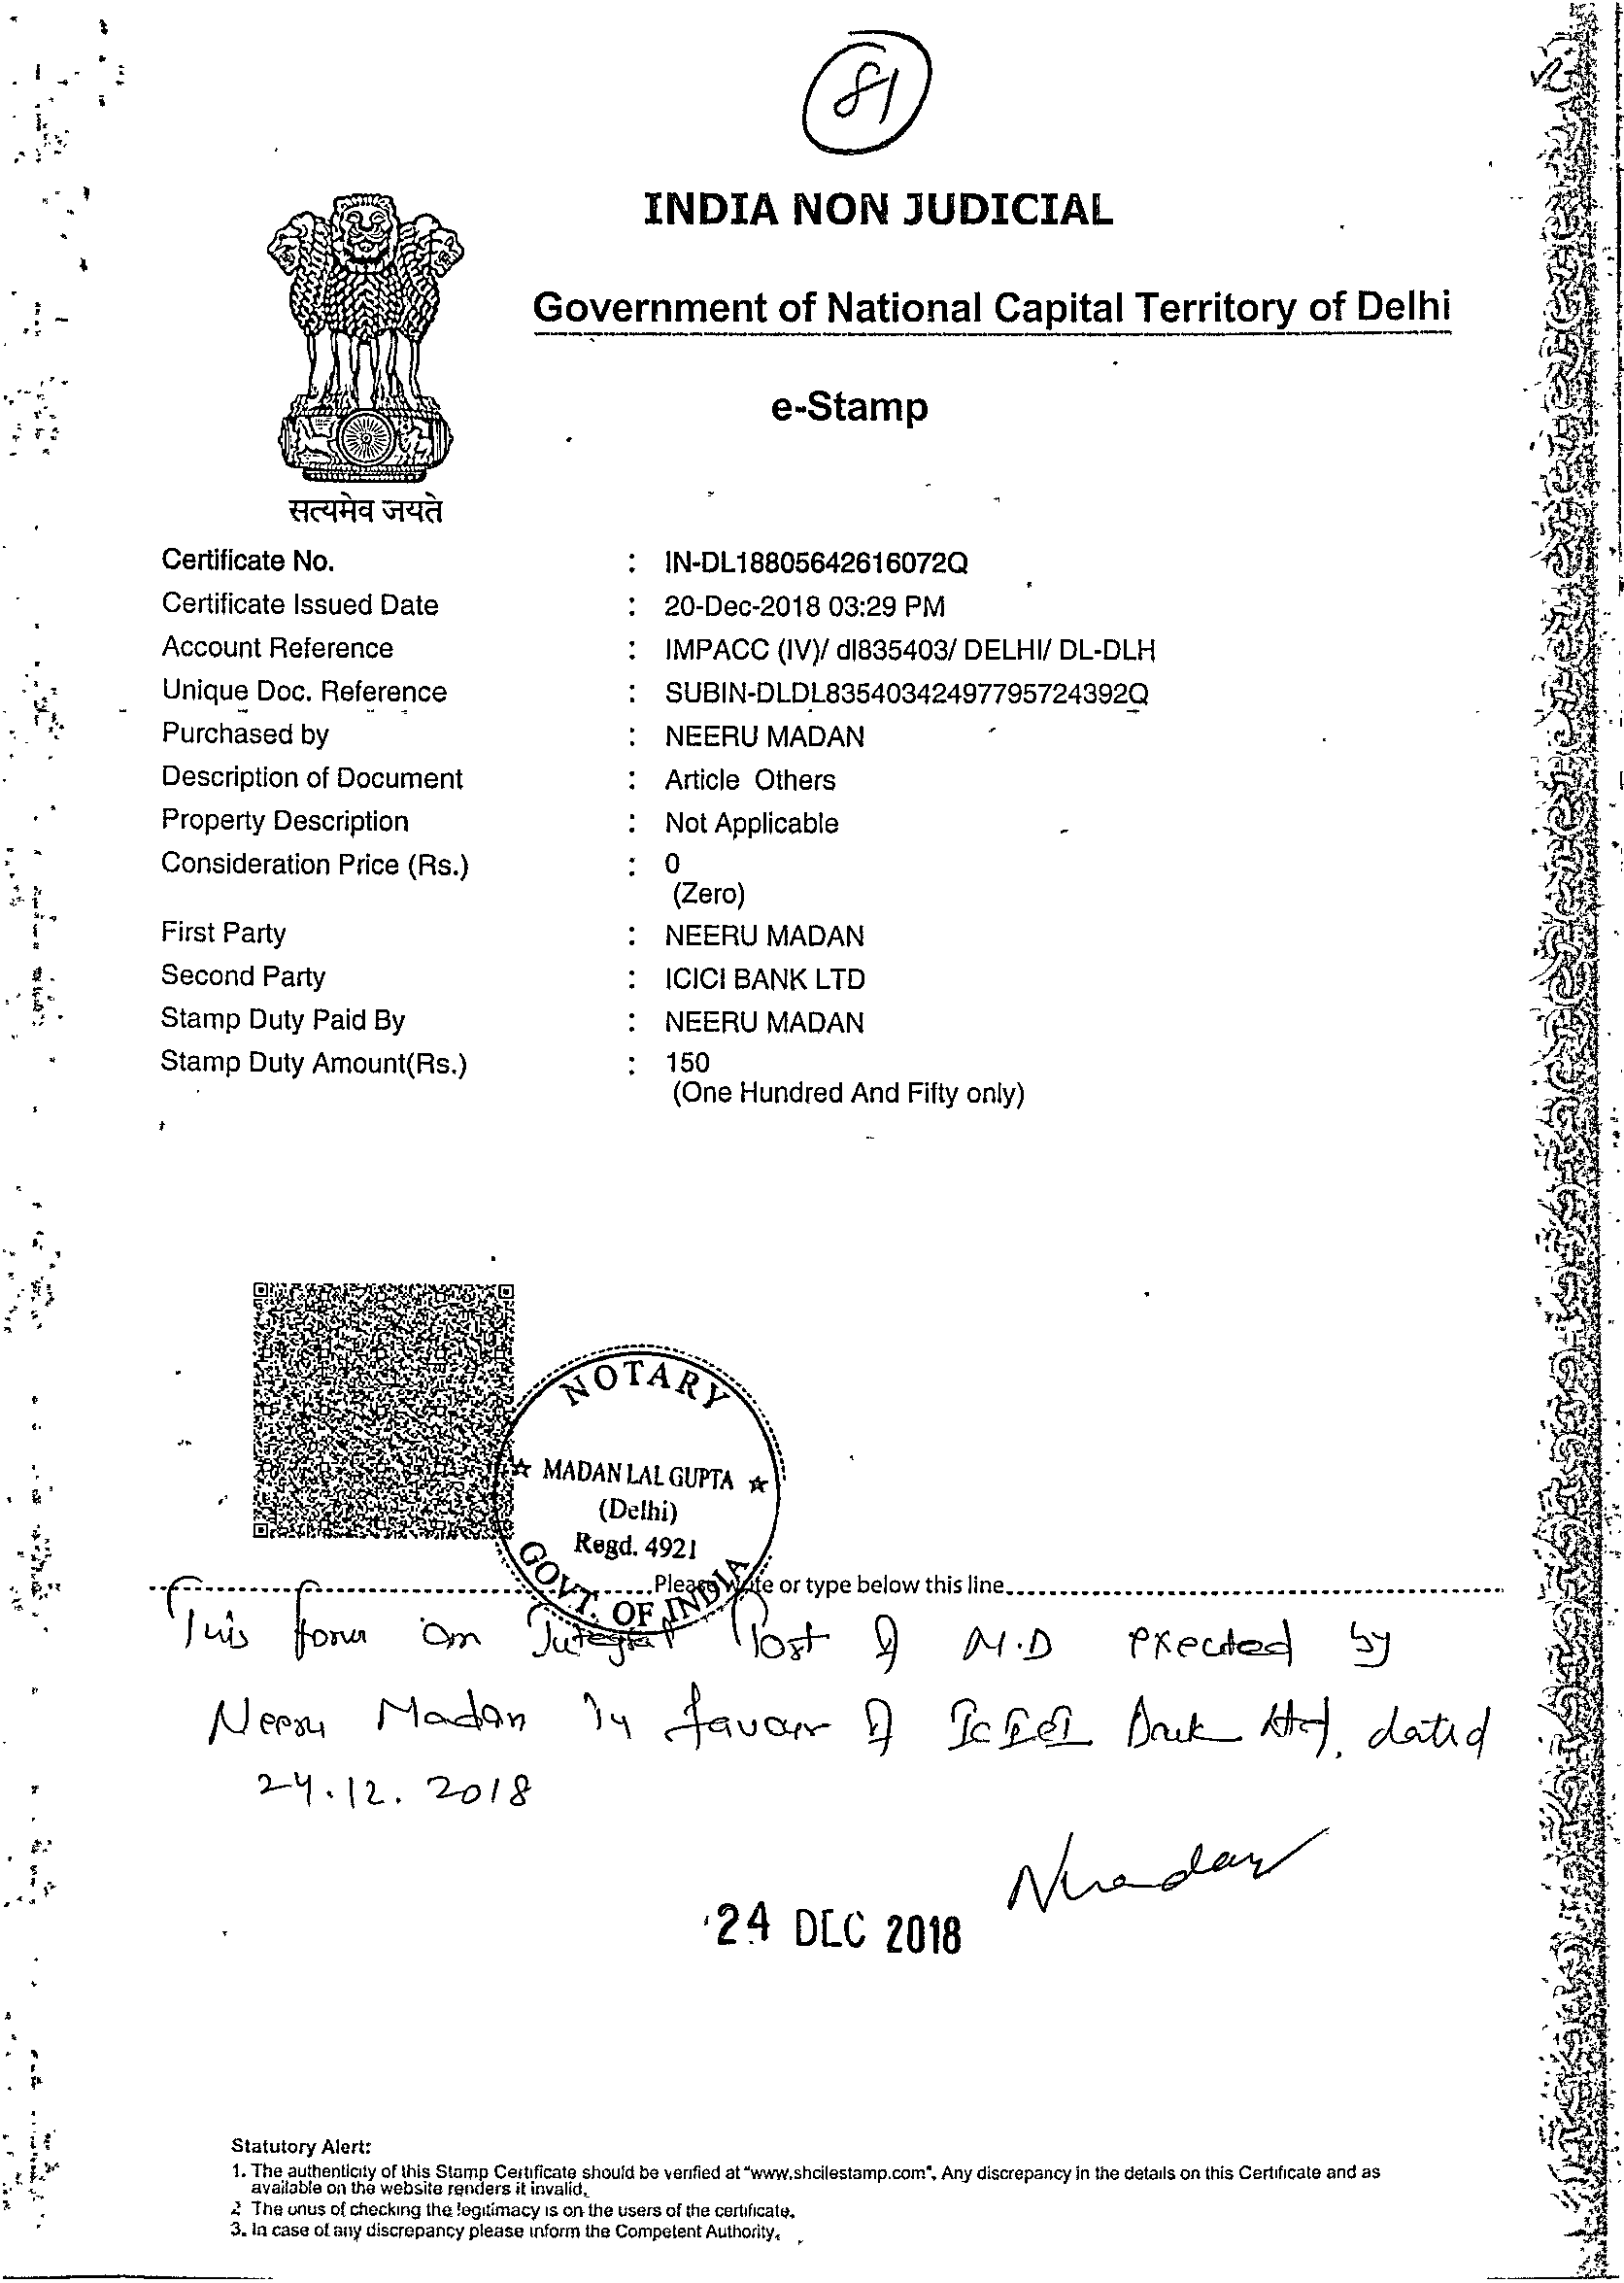 81
INDIA NON JUDICIAL
Government of National Capital Territory of Delhi
e-Stamp
सत्यमेव जयते
Certificate No. : IN-DL18805642616072Q
Certificate Issued Date : 20-Dec-2018 03:29 PM
Account Reference : IMPACC (IV)/ dl835403/ DELHI/ DL-DLH
Unique Doc. Reference : SUBIN-DLDL83540342497795724392Q
Purchased by : NEERU MADAN
Description of Document : Article Others
Property Description : Not Applicable
Consideration Price (Rs.) : 0
(Zero)
First Party : NEERU MADAN
Second Party : ICICI BANK LTD
Stamp Duty Paid By : NEERU MADAN
Stamp Duty Amount(Rs.) : 150
(One Hundred And Fifty only)
NOTARY
MADAN LAL GUPTA
(Delhi)
Regd. 4921
GOVT. OF INDIA
Please write or type below this line
This form an Integral Part of M.D executed by
Neeru Madan in favour of ICICI Bank Ltd. dated
24.12.2018
24 DEC 2018
Statutory Alert:
1. The authenticity of this Stamp Certificate should be verified at "www.shcilestamp.com". Any discrepancy in the details on this Certificate and as
available on the website renders it invalid.
2. The onus of checking the legitimacy is on the users of the certificate.
3. In case of any discrepancy please inform the Competent Authority.